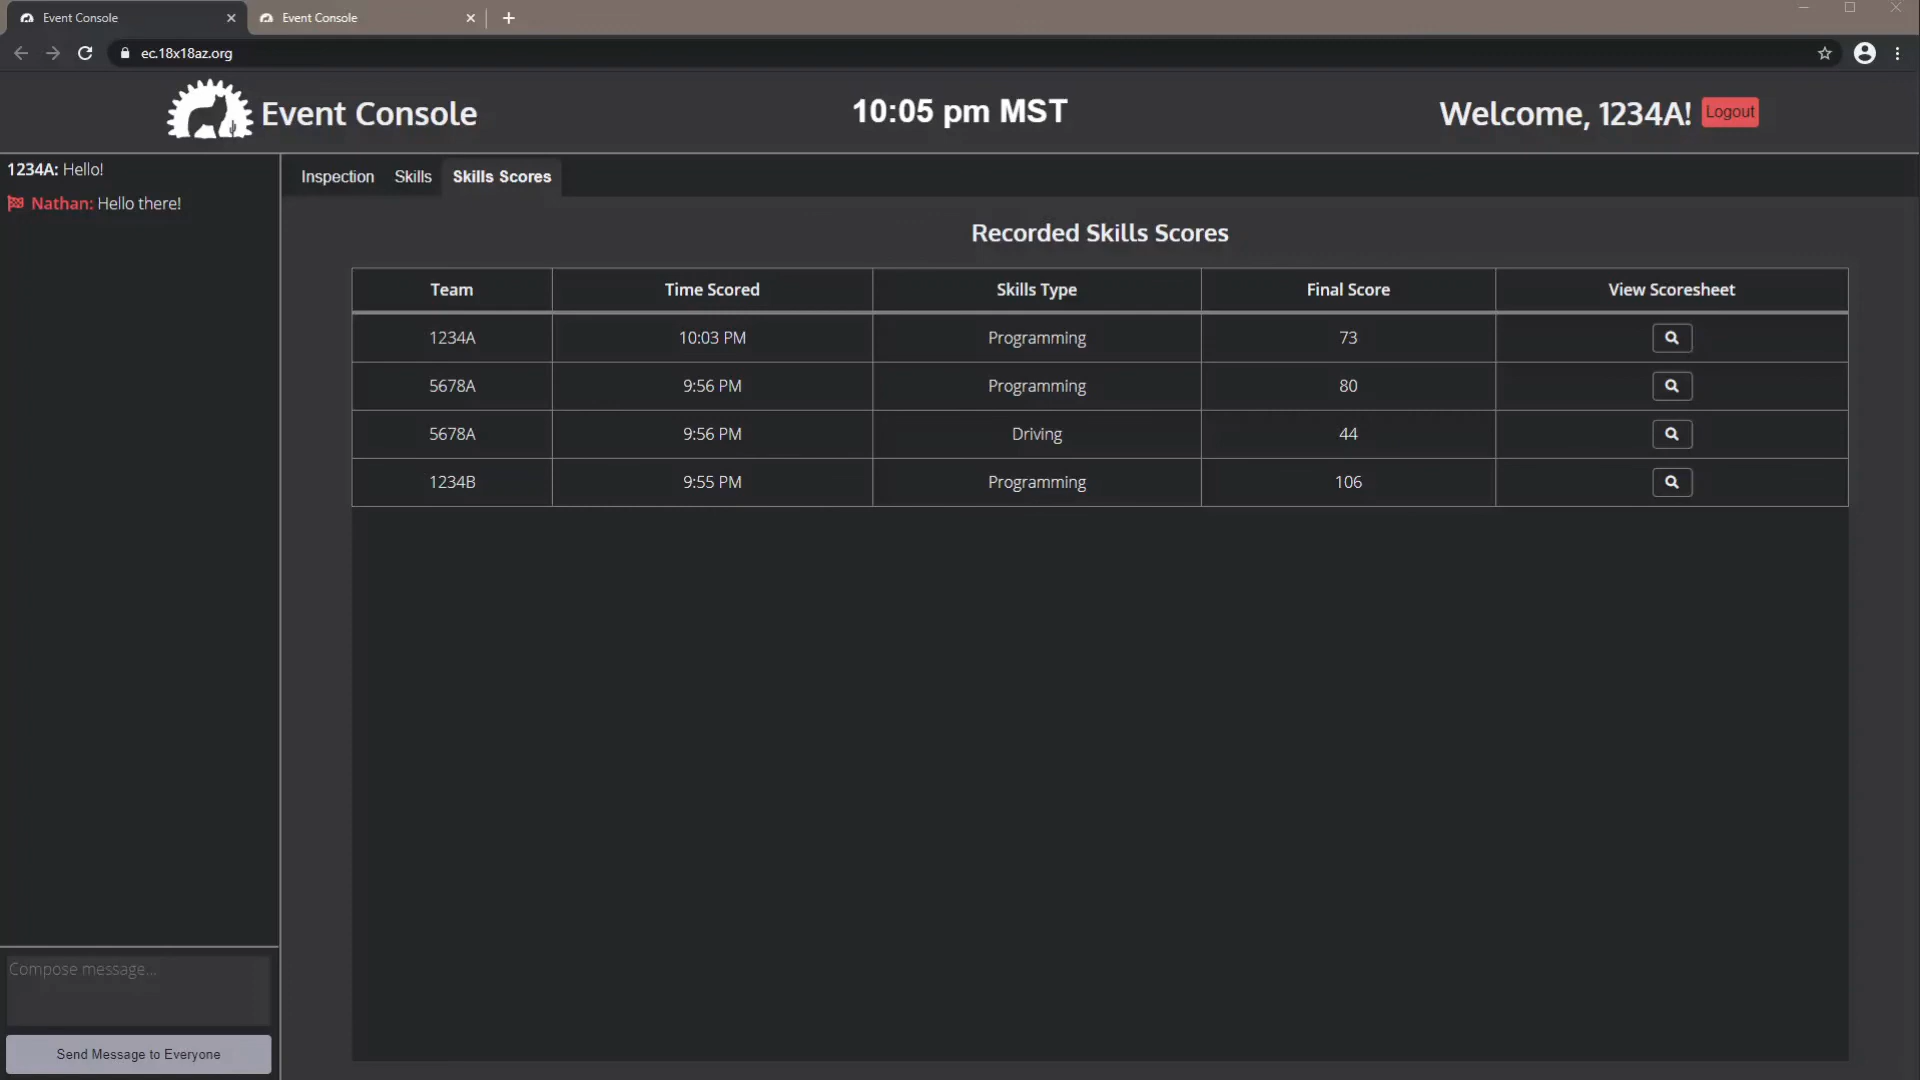 Event Console
Event Console
ec.18x18az.org
Event Console
10:05 pm MST
Welcome, 1234A! Logout
1234A: Hello!
Nathan: Hello there!
Inspection Skills Skills Scores
Recorded Skills Scores
Team Time Scored Skills Type Final Score View Scoresheet
1234A 10:03 PM Programming 73
5678A 9:56 PM Programming 80
5678A 9:56 PM Driving 44
1234B 9:55 PM Programming 106
Compose message...
Send Message to Everyone